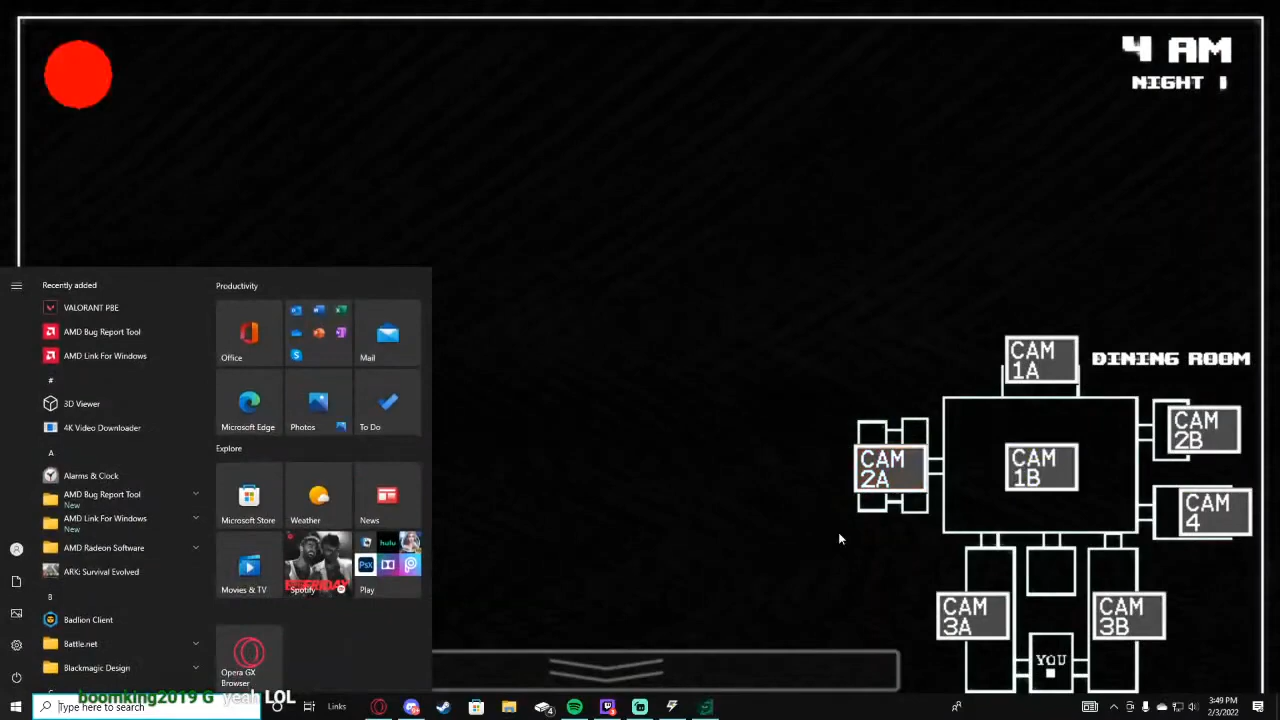 4 AM
NIGHT 1
Recently added
VALORANT PBE
AMD Bug Report Tool
AMD Link For Windows
#
3D Viewer
4K Video Downloader
A
Alarms & Clock
AMD Bug Report Tool
New
AMD Link For Windows
New
AMD Radeon Software
ARK: Survival Evolved
B
Badlion Client
Battle.net
Blackmagic Design
Productivity
Office
Mail
Microsoft Edge
Photos
To Do
Explore
Microsoft Store
Weather
News
Movies & TV
Spotify
hulu
Play
Opera GX
Browser
CAM
1A
DINING ROOM
CAM
2B
CAM
2A
CAM
1B
CAM
4
CAM
3A
CAM
3B
YOU
boomking2019 G yeah LOL
Type here to search
Links
3:49 PM
2/3/2022